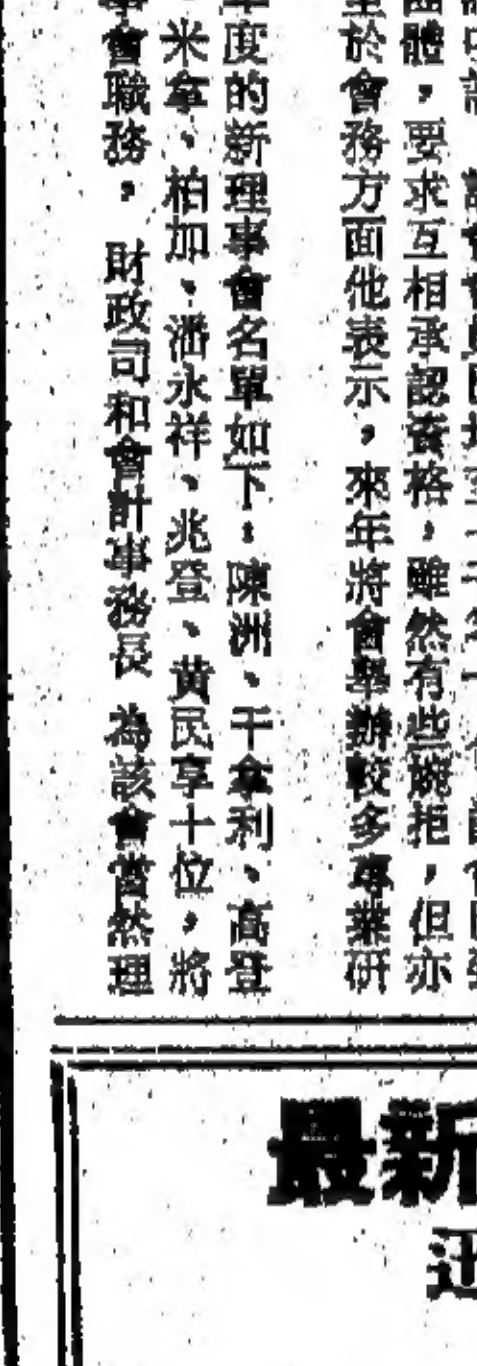 團體，要求互相承認資格，雖然有些婉拒，但亦
至於會務方面他表示，來年將會舉辦較多專業研
年度的新理事會名單如下：陳洲、干拿利、高登
、米拿、柏加、潘永祥、兆登、黃民享十位，將
事會職務，財政司和會計事務長為該會當然理
最新